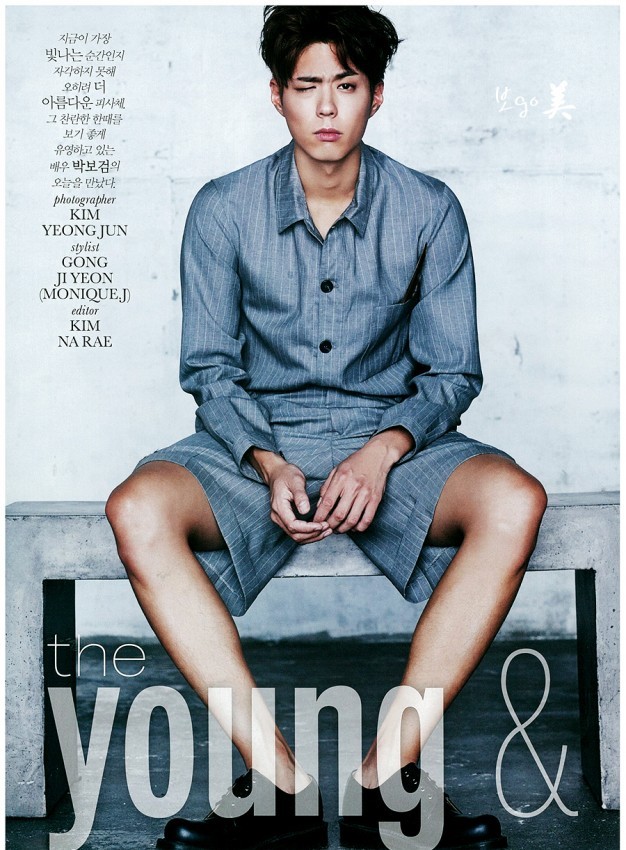 지금이 가장
빛나는 순간인지
자각하지 못해
오히려 더
아름다운 피사체.
그 찬란한 한때를
보기 좋게
유영하고 있는
배우 박보검의
오늘을 만났다.
photographer
KIM
YEONG JUN
stylist
GONG
JI YEON
(MONIQUE.J)
editor
KIM
NA RAE
보go 美
the
young &